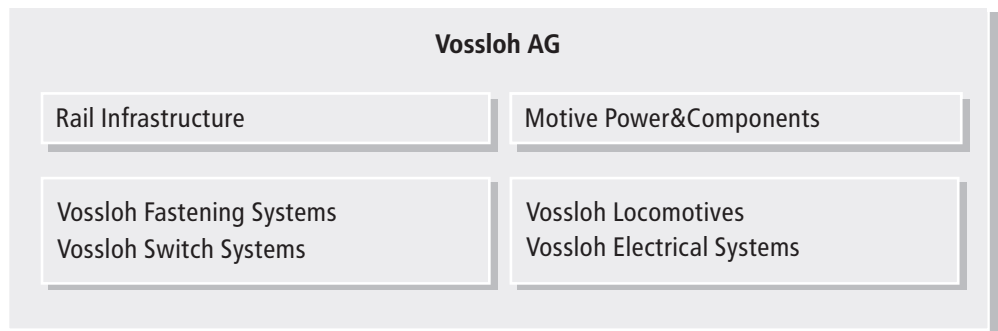 Vossloh AG
Rail Infrastructure
Motive Power&Components
Vossloh Fastening Systems
Vossloh Switch Systems
Vossloh Locomotives
Vossloh Electrical Systems